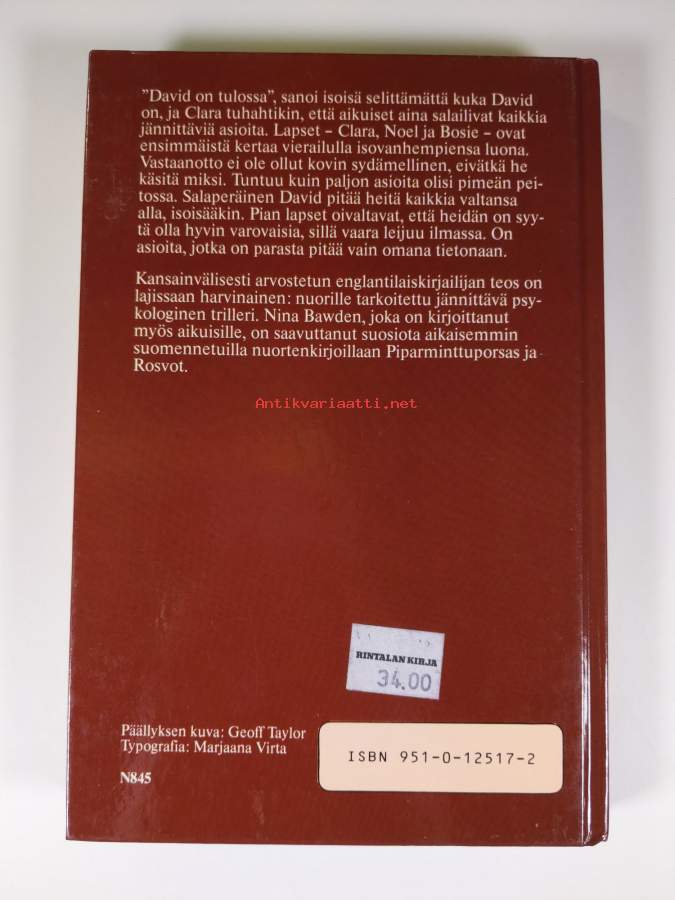 ”David on tulossa”, sanoi isoisä selittämättä kuka David
on, ja Clara tuhahtikin, että aikuiset aina salailivat kaikkia
jännittäviä asioita. Lapset – Clara, Noel ja Bosie – ovat
ensimmäistä kertaa vierailulla isovanhempiensa luona.
Vastaanotto ei ole ollut kovin sydämellinen, eivätkä he
käsitä miksi. Tuntuu kuin paljon asioita olisi pimeän pei-
tossa. Salaperäinen David pitää heitä kaikkia valtansa
alla, isoisääkin. Pian lapset oivaltavat, että heidän on syy-
tä olla hyvin varovaisia, sillä vaara leijuu ilmassa. On
asioita, jotka on parasta pitää vain omana tietonaan.
Kansainvälisesti arvostetun englantilaiskirjailijan teos on
lajissaan harvinainen: nuorille tarkoitettu jännittävä psy-
kologinen trilleri. Nina Bawden, joka on kirjoittanut
myös aikuisille, on saavuttanut suosiota aikaisemmin
suomennetuilla nuortenkirjoillaan Piparminttuporsas ja
Rosvot.
Antikvariaatti.net
RINTALAN KIRJA
34.00
Päällyksen kuva: Geoff Taylor
Typografia: Marjaana Virta
ISBN 951-0-12517-2
N845